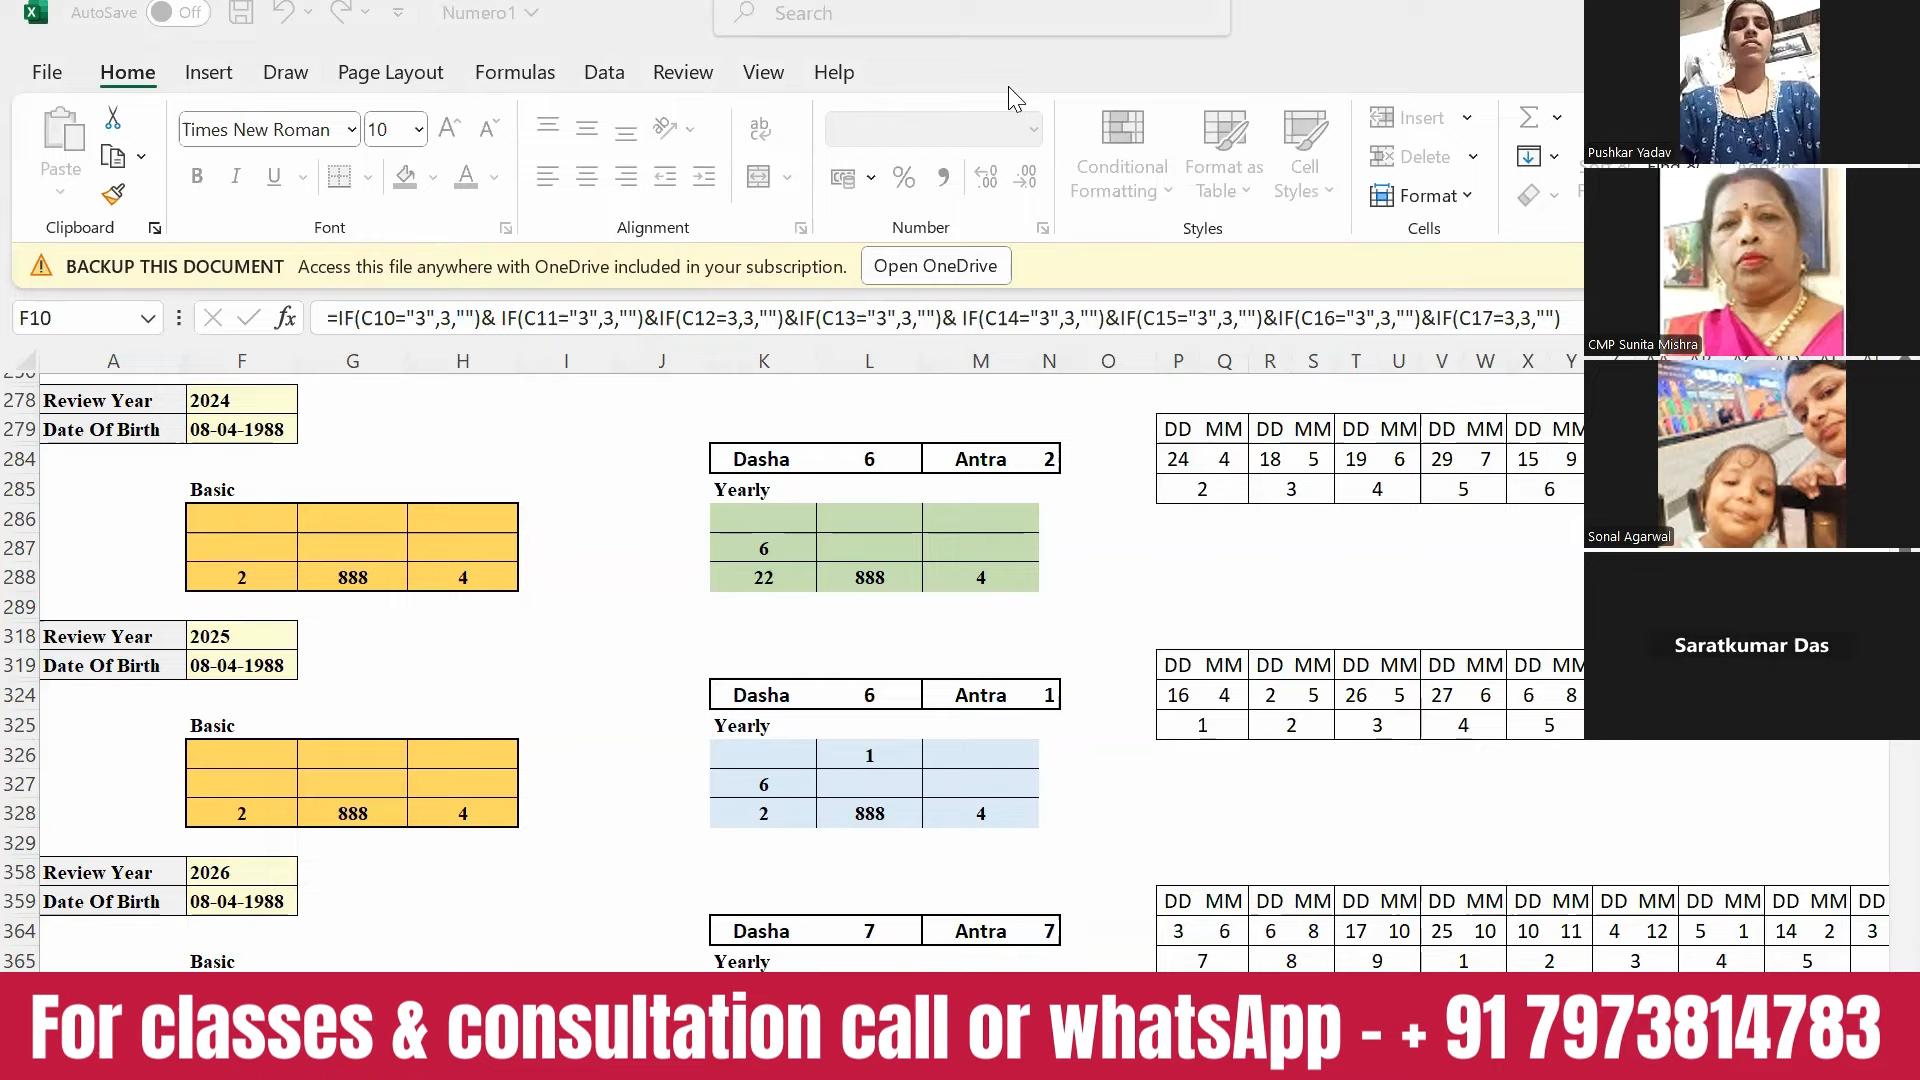 AutoSave Off Numero1 Search
File Home Insert Draw Page Layout Formulas Data Review View Help
Times New Roman 10
Paste
Conditional Formatting
Format as Table
Cell Styles
Insert
Delete
Format
Clipboard Font Alignment Number Styles Cells
BACKUP THIS DOCUMENT Access this file anywhere with OneDrive included in your subscription. Open OneDrive
F10 fx =IF(C10="3",3,"")& IF(C11="3",3,"")&IF(C12=3,3,"")&IF(C13="3",3,"")& IF(C14="3",3,"")&IF(C15="3",3,"")&IF(C16="3",3,"")&IF(C17=3,3,"")
A F G H I J K L M N O P Q R S T U V W X Y
278 Review Year 2024
279 Date Of Birth 08-04-1988 DD MM DD MM DD MM DD MM DD MM
284 Dasha 6 Antra 2 24 4 18 5 19 6 29 7 15 9
285 Basic Yearly 2 3 4 5 6
286
287 6
288 2 888 4 22 888 4
289
318 Review Year 2025
319 Date Of Birth 08-04-1988 DD MM DD MM DD MM DD MM DD MM
324 Dasha 6 Antra 1 16 4 2 5 26 5 27 6 6 8
325 Basic Yearly 1 2 3 4 5
326 1
327 6
328 2 888 4 2 888 4
329
358 Review Year 2026
359 Date Of Birth 08-04-1988 DD MM DD MM DD MM DD MM DD MM DD MM DD MM DD MM DD
364 Dasha 7 Antra 7 3 6 6 8 17 10 25 10 10 11 4 12 5 1 14 2 3
365 Basic Yearly 7 8 9 1 2 3 4 5
Pushkar Yadav
CMP Sunita Mishra
Sonal Agarwal
Saratkumar Das
For classes & consultation call or whatsApp - + 91 7973814783